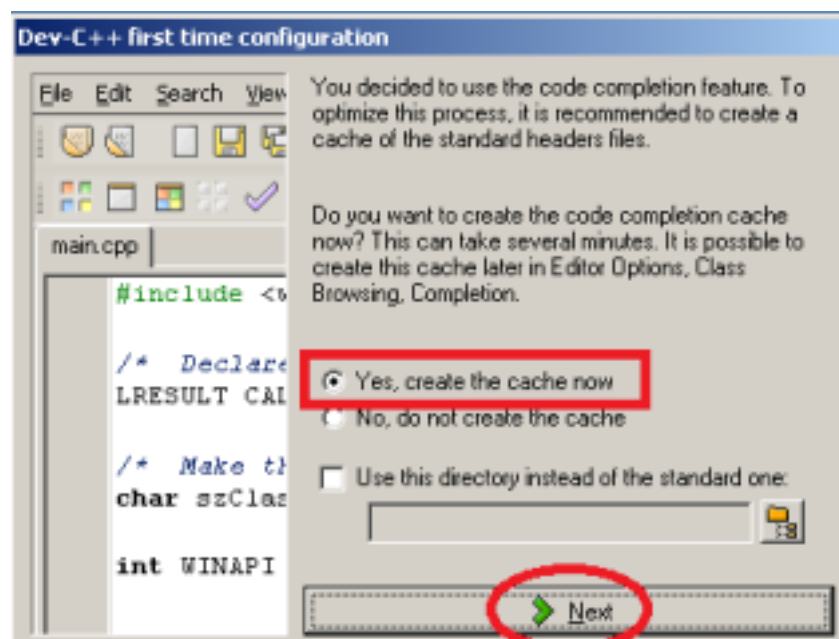 Dev-C++ first time configuration
File Edit Search View
main.cpp
#include <w
/* Declare
LRESULT CAL
/* Make th
char szClas
int WINAPI
You decided to use the code completion feature. To
optimize this process, it is recommended to create a
cache of the standard headers files.
Do you want to create the code completion cache
now? This can take several minutes. It is possible to
create this cache later in Editor Options, Class
Browsing, Completion.
Yes, create the cache now
No, do not create the cache
Use this directory instead of the standard one:
Next